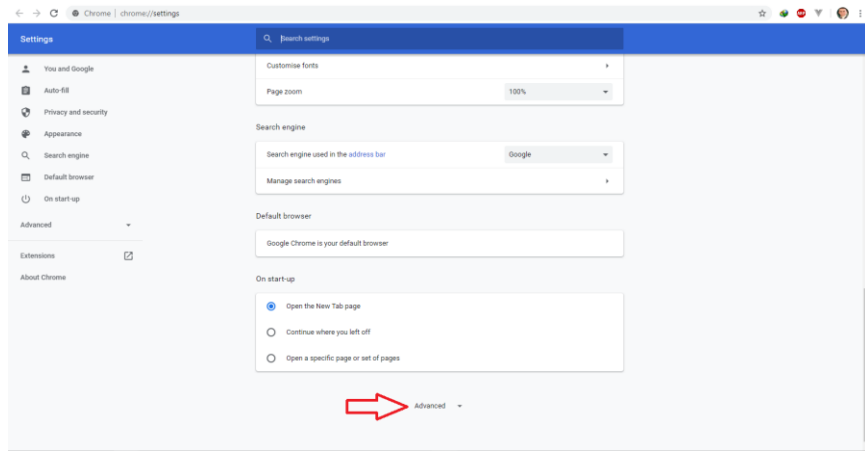 Chrome | chrome://settings
Settings
Search settings
You and Google
Auto-fill
Privacy and security
Appearance
Search engine
Default browser
On start-up
Advanced
Extensions
About Chrome
Customise fonts
Page zoom 100%
Search engine
Search engine used in the address bar Google
Manage search engines
Default browser
Google Chrome is your default browser
On start-up
Open the New Tab page
Continue where you left off
Open a specific page or set of pages
Advanced